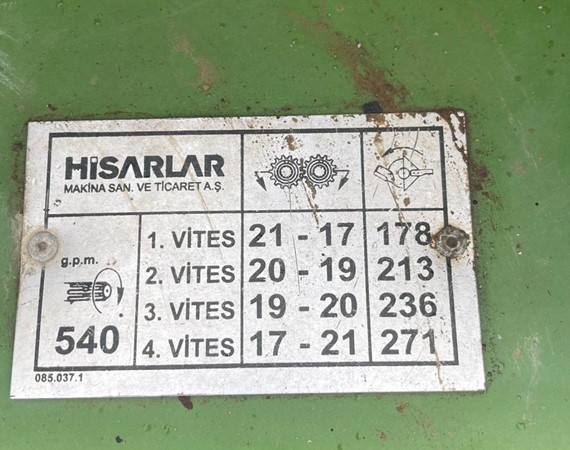 HİSARLAR
MAKİNA SAN. VE TİCARET A.Ş.
g.p.m.
540
1. VİTES 21 - 17 178
2. VİTES 20 - 19 213
3. VİTES 19 - 20 236
4. VİTES 17 - 21 271
085.037.1